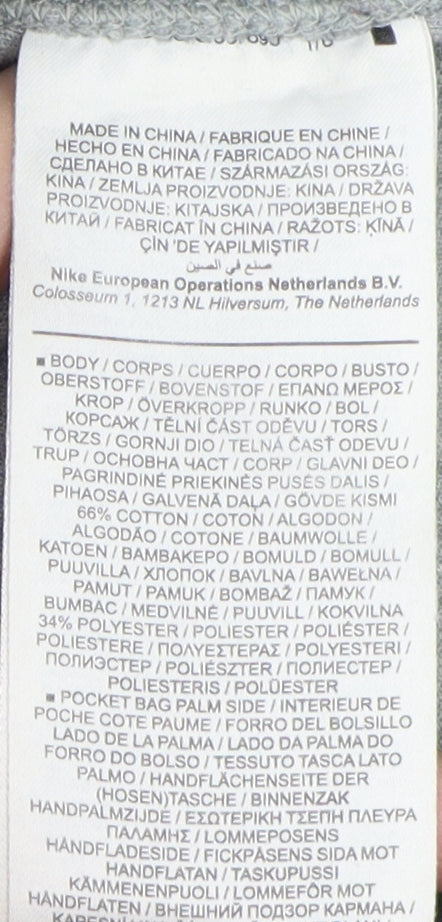 MADE IN CHINA / FABRIQUE EN CHINE /
HECHO EN CHINA / FABRICADO NA CHINA /
СДЕЛАНО В КИТАЕ / SZÁRMAZÁSI ORSZÁG:
KÍNA / ZEMLJA PROIZVODNJE: KINA / DRŽAVA
PROIZVODNJE: KITAJSKA / ПРОИЗВЕДЕНО В
КИТАЙ / FABRICAT ÎN CHINA / RAŽOTS: ĶĪNĀ /
ÇİN 'DE YAPILMIŞTIR /
صنع في الصين
Nike European Operations Netherlands B.V.
Colosseum 1, 1213 NL Hilversum, The Netherlands
■ BODY / CORPS / CUERPO / CORPO / BUSTO /
OBERSTOFF / BOVENSTOF / ΕΠΑΝΩ ΜΕΡΟΣ /
KROP / ÖVERKROPP / RUNKO / BOL /
КОРСАЖ / TĚLNÍ ČÁST ODĚVU / TORS /
TÖRZS / GORNJI DIO / TELNÁ ČASŤ ODEVU /
TRUP / ОСНОВНА ЧАСТ / CORP / GLAVNI DEO /
PAGRINDINĖ PRIEKINĖS PUSĖS DALIS /
PIHAOSA / GALVENĀ DAĻA / GÖVDE KISMI
66% COTTON / COTON / ALGODON /
ALGODÃO / COTONE / BAUMWOLLE /
KATOEN / ΒΑΜΒΑΚΕΡΟ / BOMULD / BOMULL /
PUUVILLA / ХЛОПОК / BAVLNA / BAWEŁNA /
PAMUT / PAMUK / BOMBAŽ / ПАМУК /
BUMBAC / MEDVILNĖ / PUUVILL / KOKVILNA
34% POLYESTER / POLIESTER / POLIÉSTER /
POLIESTERE / ΠΟΛΥΕΣΤΕΡΑΣ / POLYESTERI /
ПОЛИЭСТЕР / POLIÉSZTER / ПОЛИЕСТЕР /
POLIESTERIS / POLÜESTER
■ POCKET BAG PALM SIDE / INTERIEUR DE
POCHE COTE PAUME / FORRO DEL BOLSILLO
LADO DE LA PALMA / LADO DA PALMA DO
FORRO DO BOLSO / TESSUTO TASCA LATO
PALMO / HANDFLÄCHENSEITE DER
(HOSEN)TASCHE / BINNENZAK
HANDPALMZIJDE / ΕΣΩΤΕΡΙΚΗ ΤΣΕΠΗ ΠΛΕΥΡΑ
ΠΑΛΑΜΗΣ / LOMMEPOSENS
HÅNDFLADESIDE / FICKPÅSENS SIDA MOT
HANDFLATAN / TASKUPUSSI
KÄMMENENPUOLI / LOMMEFÔR MOT
HÅNDFLATEN / ВНЕШНИЙ ПОДЗОР КАРМАНА /